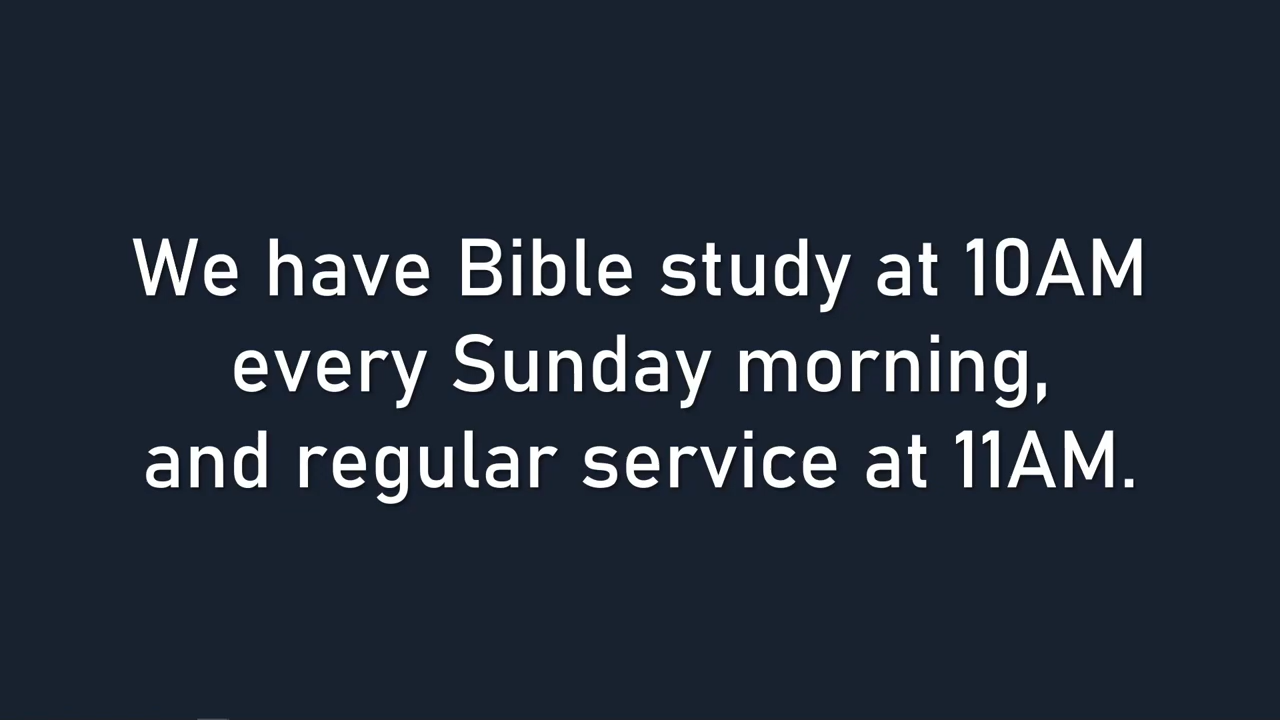 We have Bible study at 10AM
every Sunday morning,
and regular service at 11AM.